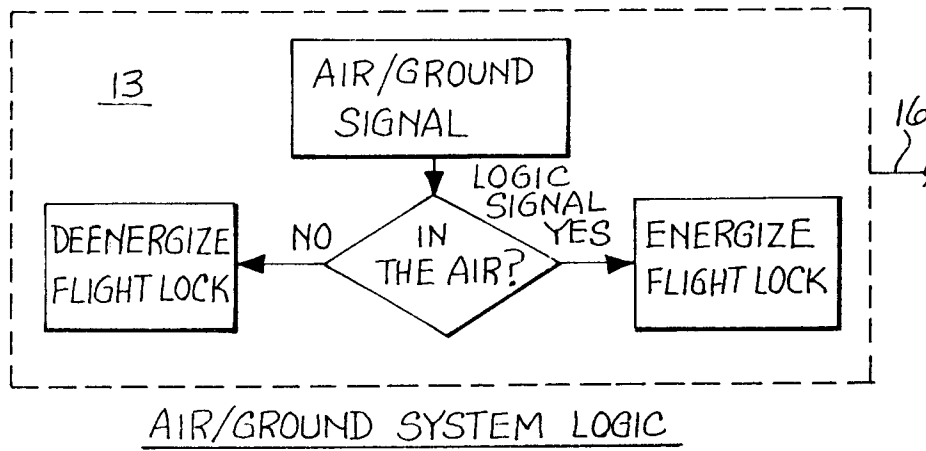 13
AIR/GROUND
SIGNAL
16
LOGIC
SIGNAL
YES
NO
IN
THE AIR?
DEENERGIZE
FLIGHT LOCK
ENERGIZE
FLIGHT LOCK
AIR/GROUND SYSTEM LOGIC